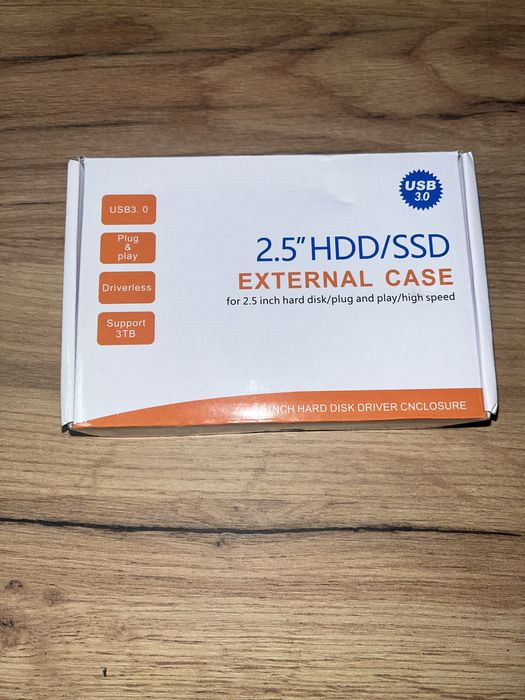 USB
3.0
USB3. 0
Plug
&
play
Driverless
Support
3TB
2.5" HDD/SSD
EXTERNAL CASE
for 2.5 inch hard disk/plug and play/high speed
INCH HARD DISK DRIVER CNCLOSURE